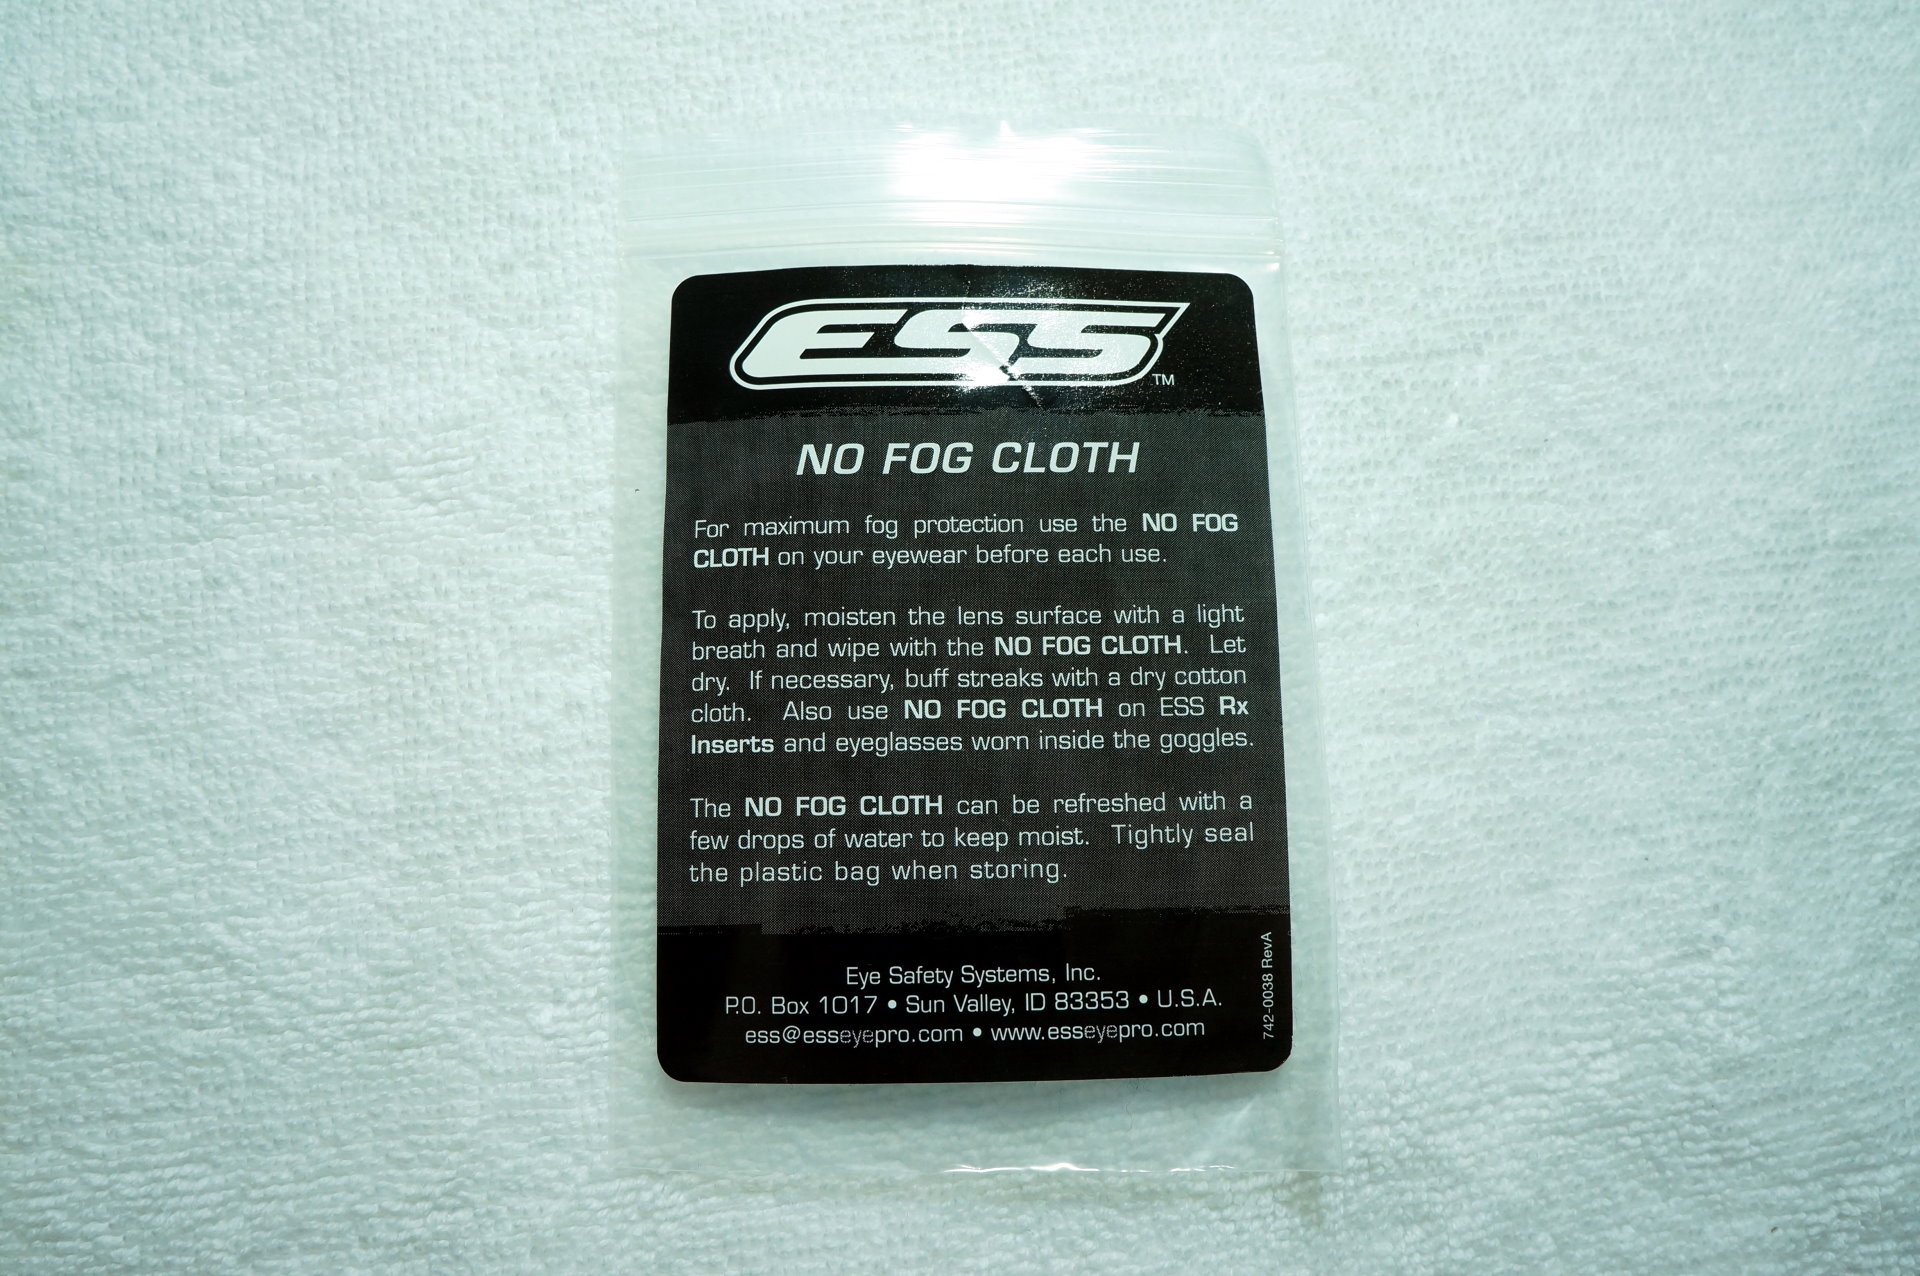 ESS TM
NO FOG CLOTH
For maximum fog protection use the NO FOG
CLOTH on your eyewear before each use.
To apply, moisten the lens surface with a light
breath and wipe with the NO FOG CLOTH. Let
dry. If necessary, buff streaks with a dry cotton
cloth. Also use NO FOG CLOTH on ESS Rx
Inserts and eyeglasses worn inside the goggles.
The NO FOG CLOTH can be refreshed with a
few drops of water to keep moist. Tightly seal
the plastic bag when storing.
Eye Safety Systems, Inc.
P.O. Box 1017 • Sun Valley, ID 83353 • U.S.A.
ess@esseyepro.com • www.esseyepro.com
742-0038 RevA